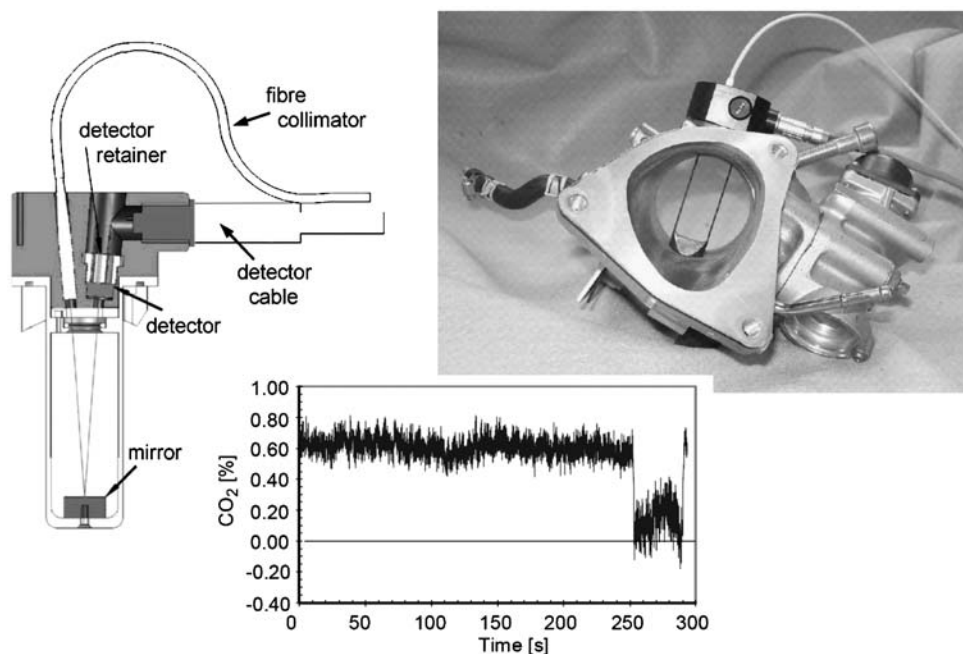 fibre
collimator
detector
retainer
detector
cable
detector
mirror
CO₂ [%]
1.00
0.80
0.60
0.40
0.20
0.00
-0.20
-0.40
0 50 100 150 200 250 300
Time [s]